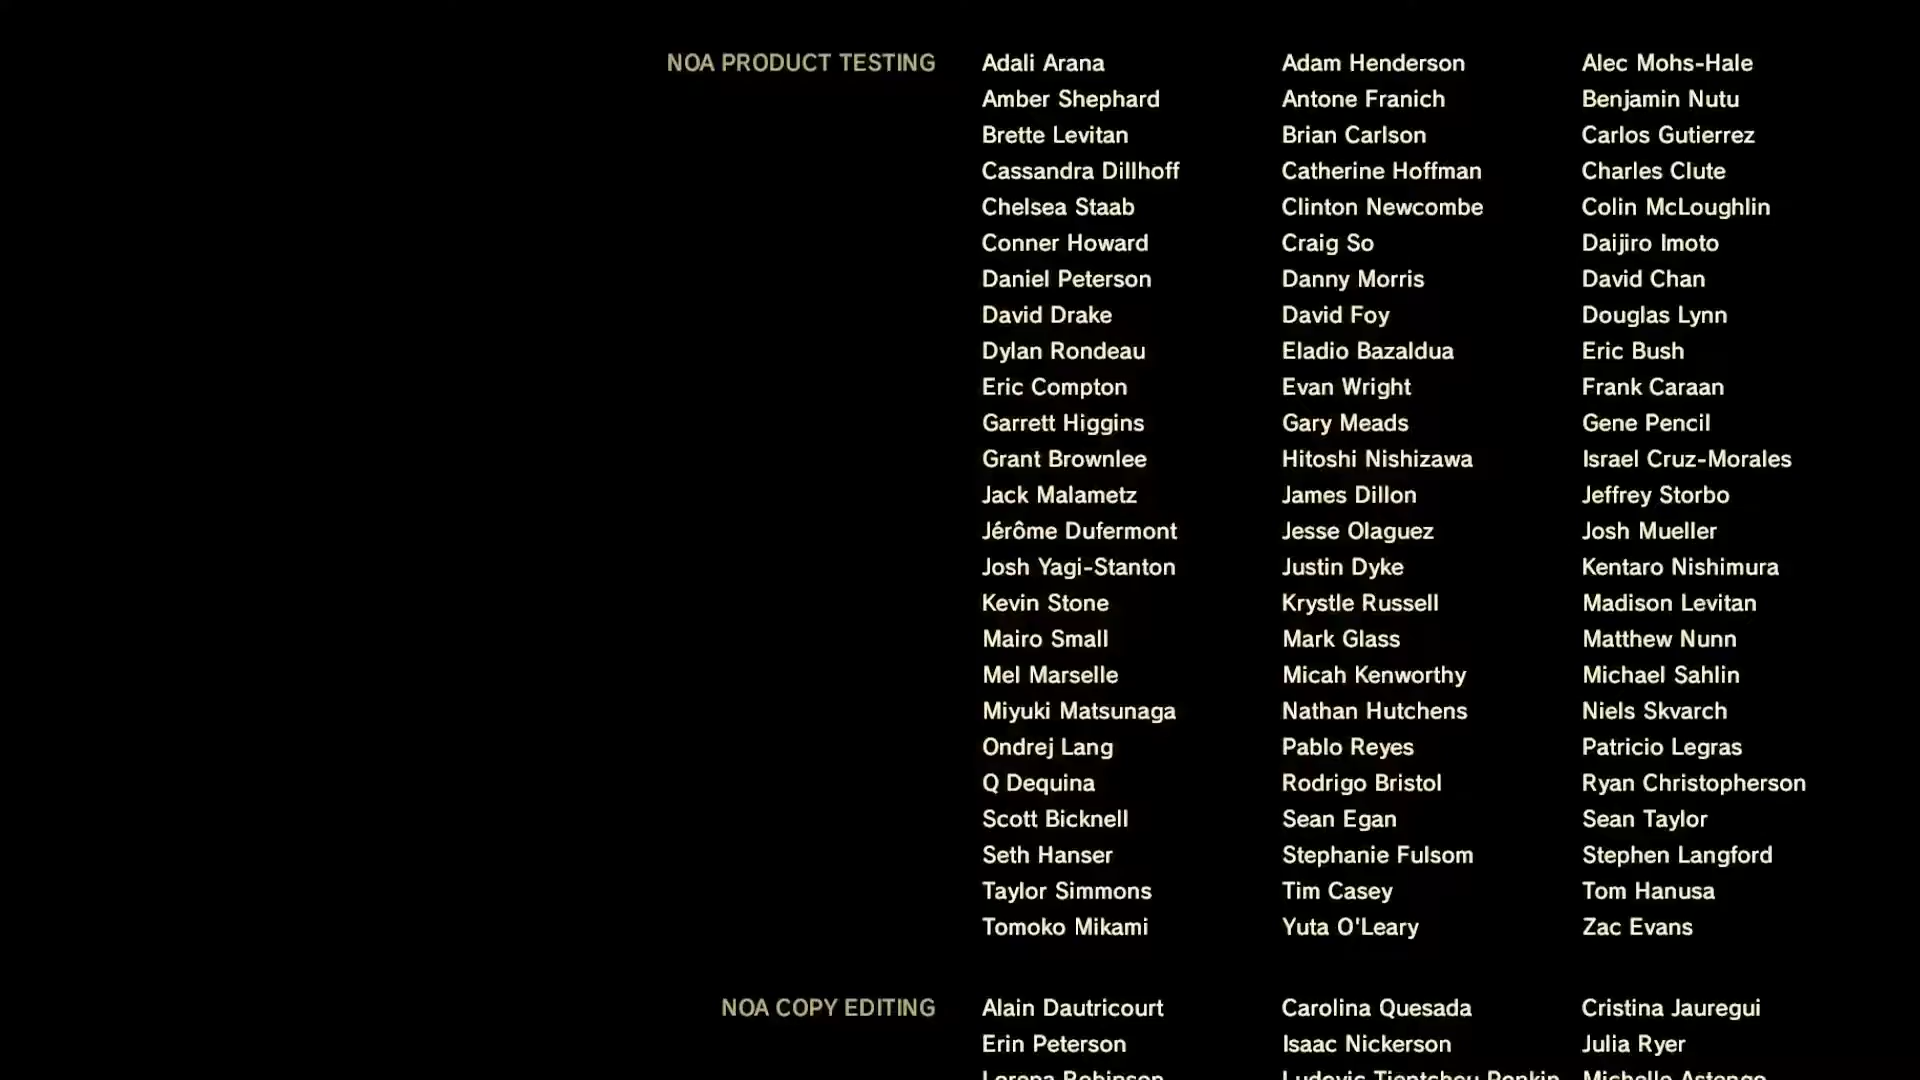 NOA PRODUCT TESTING Adali Arana Adam Henderson Alec Mohs-Hale
Amber Shephard Antone Franich Benjamin Nutu
Brette Levitan Brian Carlson Carlos Gutierrez
Cassandra Dillhoff Catherine Hoffman Charles Clute
Chelsea Staab Clinton Newcombe Colin McLoughlin
Conner Howard Craig So Daijiro Imoto
Daniel Peterson Danny Morris David Chan
David Drake David Foy Douglas Lynn
Dylan Rondeau Eladio Bazaldua Eric Bush
Eric Compton Evan Wright Frank Caraan
Garrett Higgins Gary Meads Gene Pencil
Grant Brownlee Hitoshi Nishizawa Israel Cruz-Morales
Jack Malametz James Dillon Jeffrey Storbo
Jérôme Dufermont Jesse Olaguez Josh Mueller
Josh Yagi-Stanton Justin Dyke Kentaro Nishimura
Kevin Stone Krystle Russell Madison Levitan
Mairo Small Mark Glass Matthew Nunn
Mel Marselle Micah Kenworthy Michael Sahlin
Miyuki Matsunaga Nathan Hutchens Niels Skvarch
Ondrej Lang Pablo Reyes Patricio Legras
Q Dequina Rodrigo Bristol Ryan Christopherson
Scott Bicknell Sean Egan Sean Taylor
Seth Hanser Stephanie Fulsom Stephen Langford
Taylor Simmons Tim Casey Tom Hanusa
Tomoko Mikami Yuta O'Leary Zac Evans
NOA COPY EDITING Alain Dautricourt Carolina Quesada Cristina Jauregui
Erin Peterson Isaac Nickerson Julia Ryer
Lorena Robinson Ludovic Tientcheu Ponkin Michelle Astengo